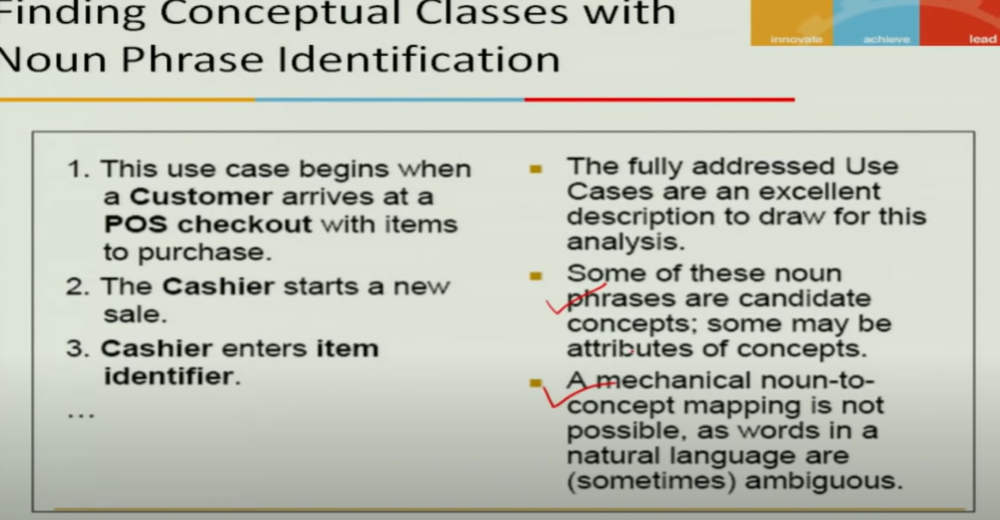 Finding Conceptual Classes with
Noun Phrase Identification
innovate achieve lead
1. This use case begins when
a Customer arrives at a
POS checkout with items
to purchase.
2. The Cashier starts a new
sale.
3. Cashier enters item
identifier.
...
The fully addressed Use
Cases are an excellent
description to draw for this
analysis.
Some of these noun
phrases are candidate
concepts; some may be
attributes of concepts.
A mechanical noun-to-
concept mapping is not
possible, as words in a
natural language are
(sometimes) ambiguous.